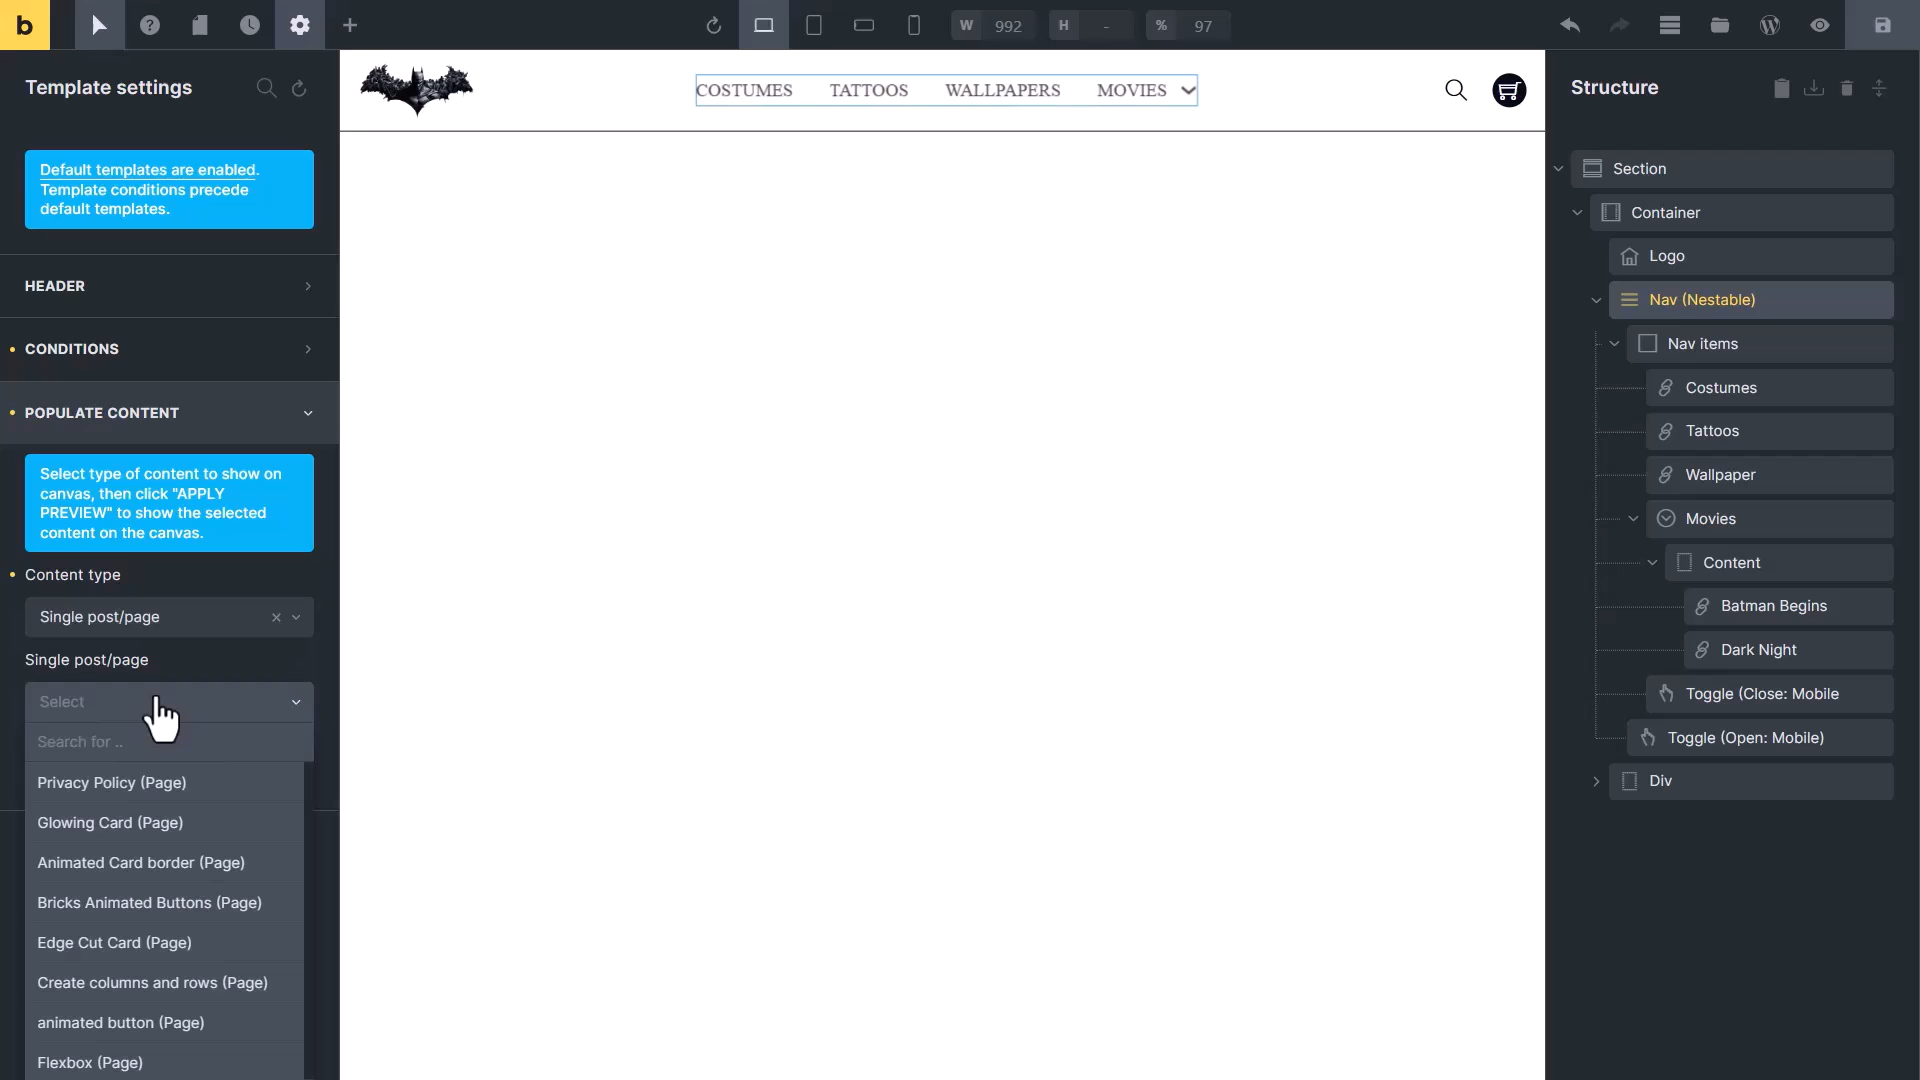 b
W 992 H - % 97
Template settings
Default templates are enabled.
Template conditions precede
default templates.
HEADER
CONDITIONS
POPULATE CONTENT
Select type of content to show on
canvas, then click "APPLY
PREVIEW" to show the selected
content on the canvas.
Content type
Single post/page
Single post/page
Select
Search for ..
Privacy Policy (Page)
Glowing Card (Page)
Animated Card border (Page)
Bricks Animated Buttons (Page)
Edge Cut Card (Page)
Create columns and rows (Page)
animated button (Page)
Flexbox (Page)
COSTUMES TATTOOS WALLPAPERS MOVIES
Structure
Section
Container
Logo
Nav (Nestable)
Nav items
Costumes
Tattoos
Wallpaper
Movies
Content
Batman Begins
Dark Night
Toggle (Close: Mobile
Toggle (Open: Mobile)
Div